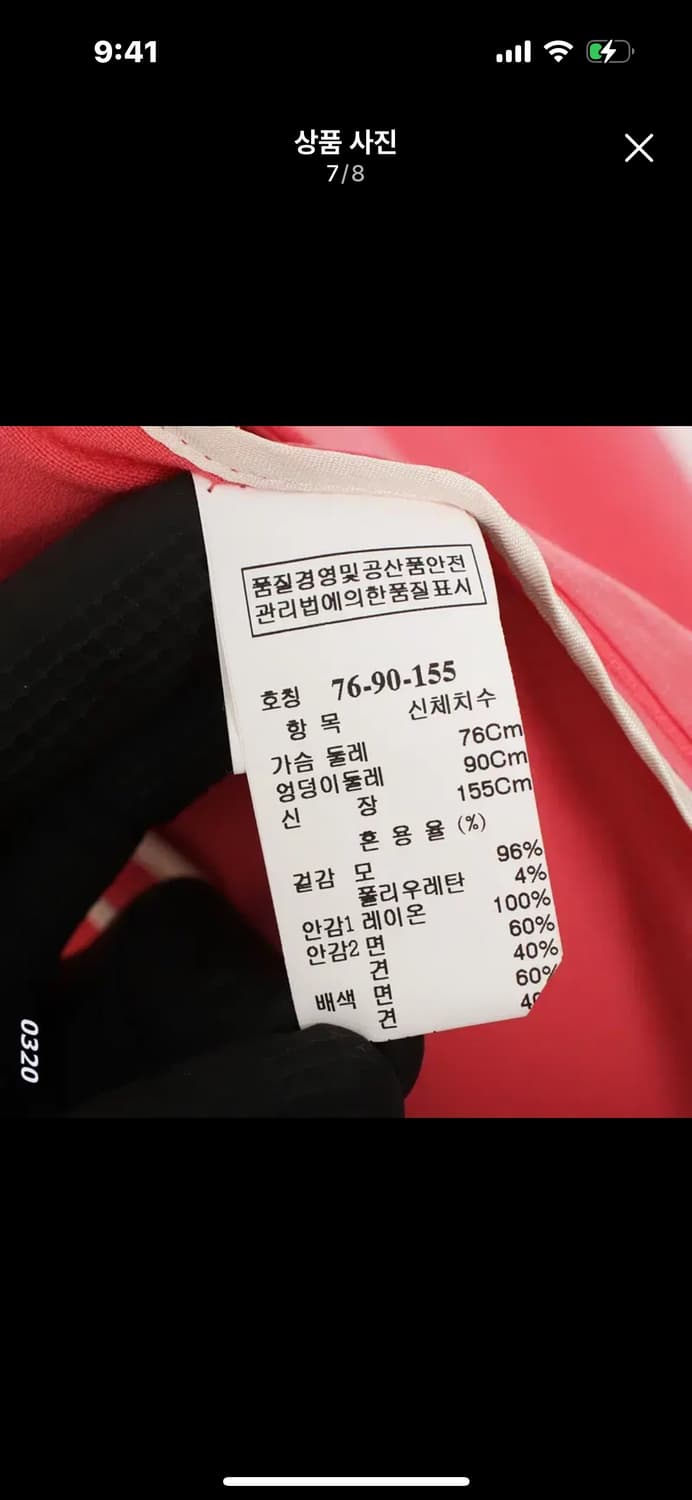 9:41
상품 사진
7/8
품질경영및공산품안전
관리법에의한품질표시
호칭 76-90-155
항 목 신체치수
가슴 둘레 76Cm
엉덩이둘레 90Cm
신 장 155Cm
혼 용 율 (%)
겉감 모 96%
폴리우레탄 4%
안감1 레이온 100%
안감2 면 60%
견 40%
배색 면 60%
견
0320